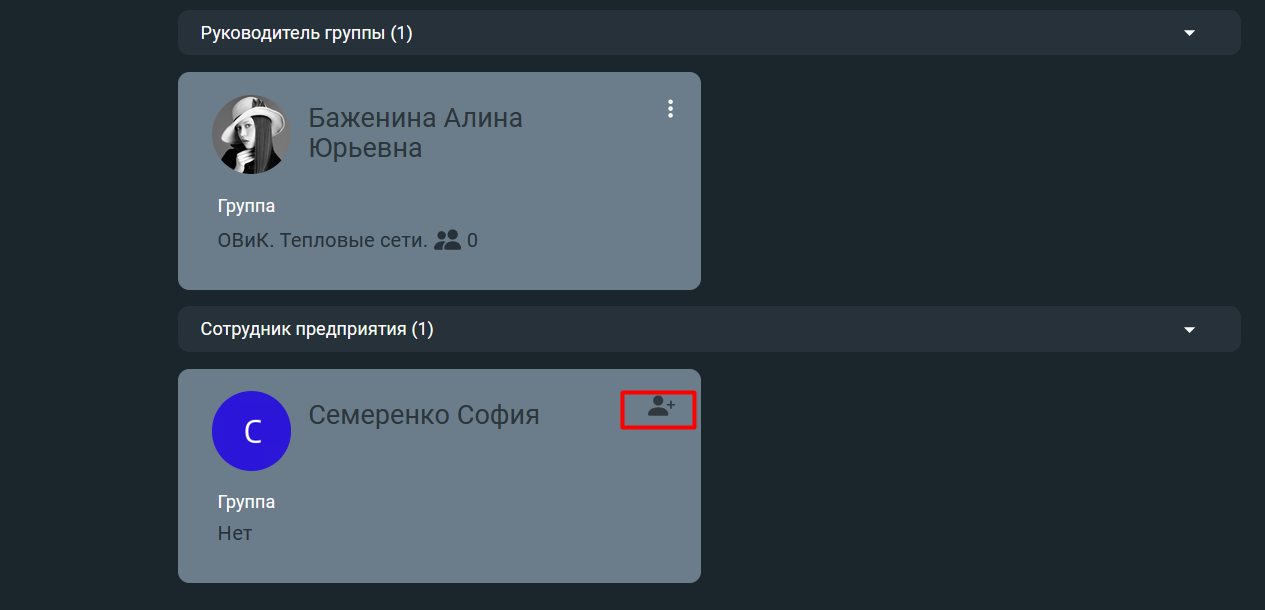 Руководитель группы (1)
Баженина Алина
Юрьевна
Группа
ОВиК. Тепловые сети. 0
Сотрудник предприятия (1)
С
Семеренко София
Группа
Нет